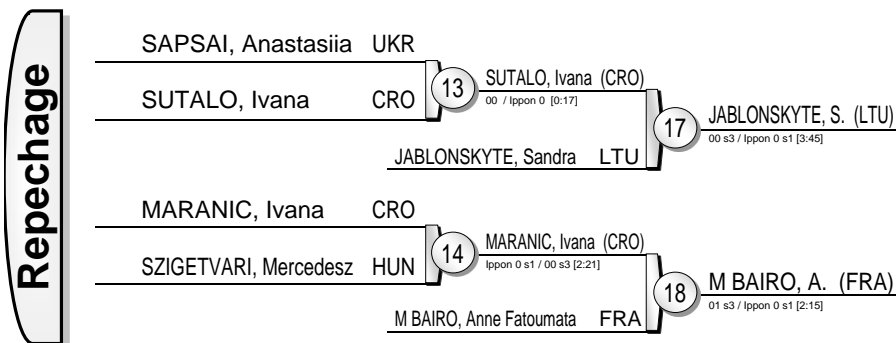 Repechage
SAPSAI, Anastasiia UKR
SUTALO, Ivana CRO
13
SUTALO, Ivana (CRO)
00 / Ippon 0 [0:17]
JABLONSKYTE, Sandra LTU
17
JABLONSKYTE, S. (LTU)
00 s3 / Ippon 0 s1 [3:45]
MARANIC, Ivana CRO
SZIGETVARI, Mercedesz HUN
14
MARANIC, Ivana (CRO)
Ippon 0 s1 / 00 s3 [2:21]
M BAIRO, Anne Fatoumata FRA
18
M BAIRO, A. (FRA)
01 s3 / Ippon 0 s1 [2:15]